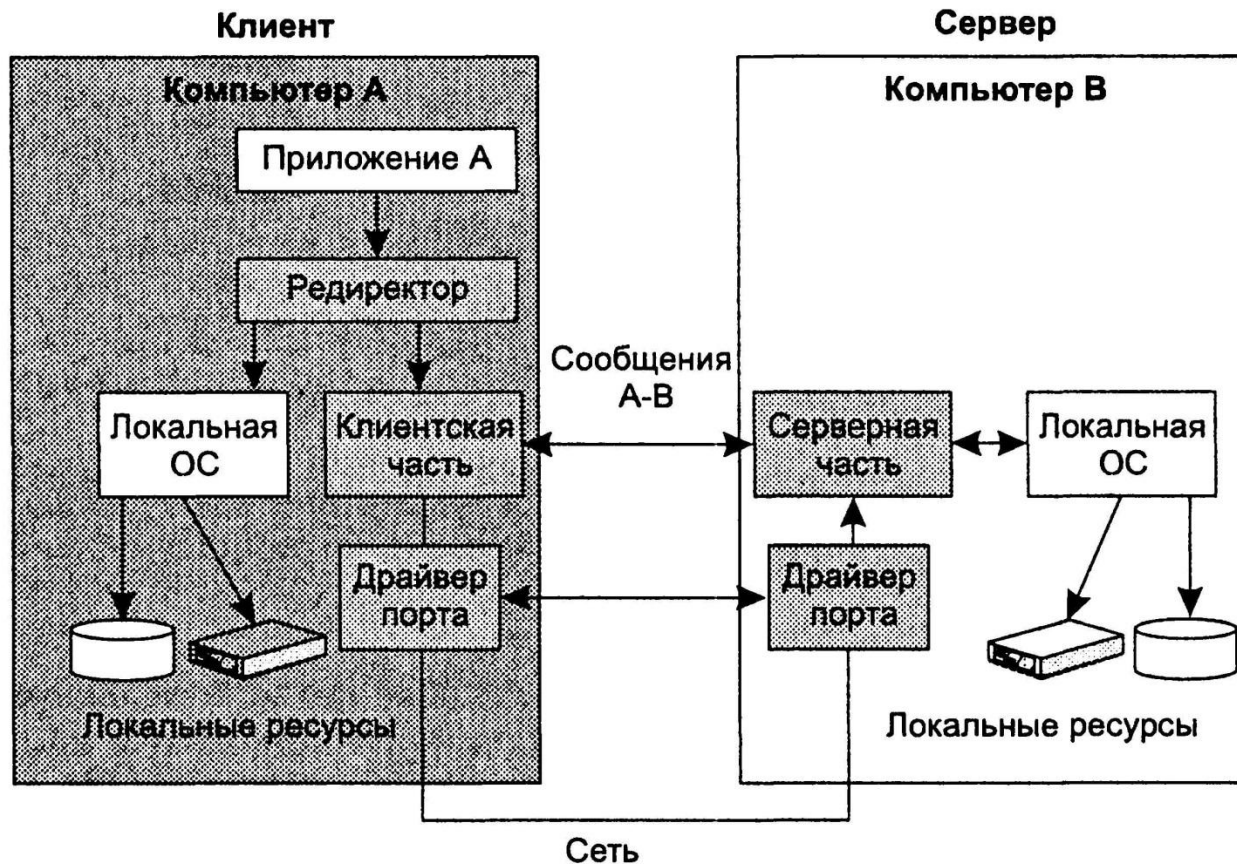 Клиент
Сервер
Компьютер А
Компьютер В
Приложение А
Редиректор
Сообщения
А-В
Локальная
ОС
Клиентская
часть
Серверная
часть
Локальная
ОС
Драйвер
порта
Драйвер
порта
Локальные ресурсы
Локальные ресурсы
Сеть